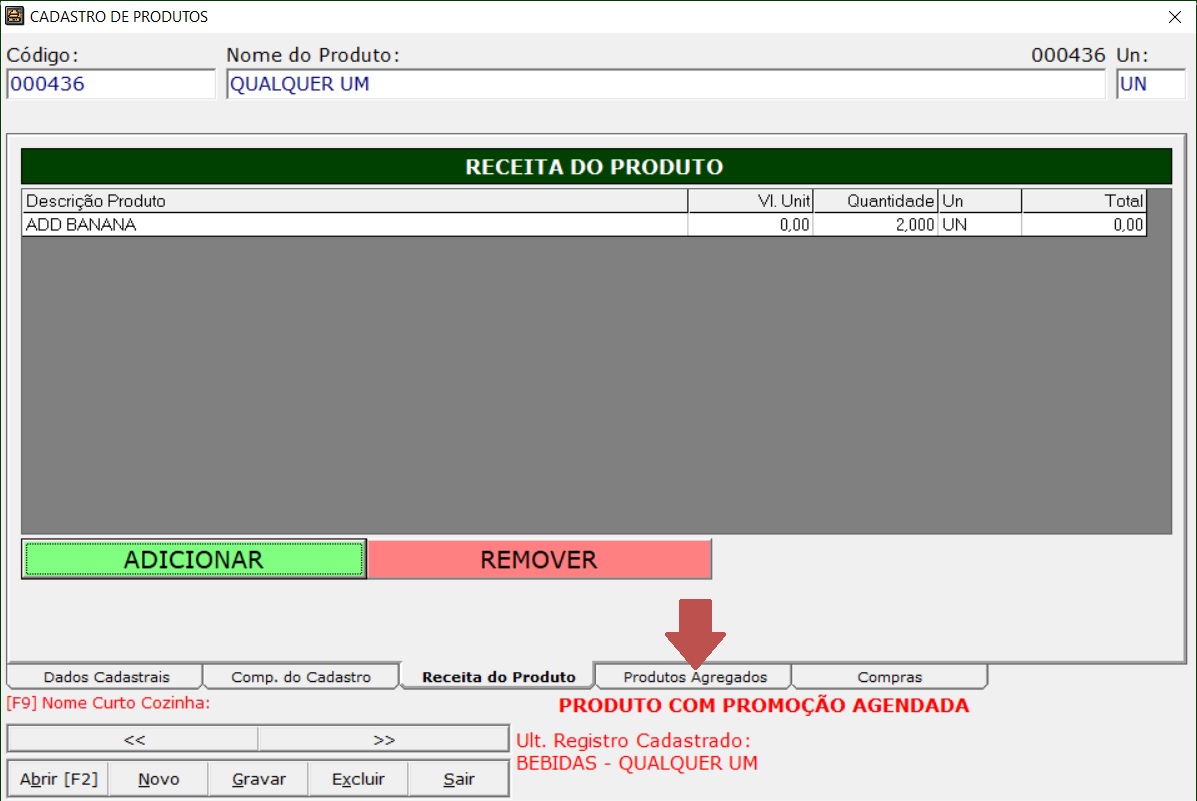 CADASTRO DE PRODUTOS
Código: Nome do Produto: 000436 Un:
000436 QUALQUER UM UN
RECEITA DO PRODUTO
Descrição Produto Vl. Unit Quantidade Un Total
ADD BANANA 0,00 2,000 UN 0,00
ADICIONAR REMOVER
Dados Cadastrais Comp. do Cadastro Receita do Produto Produtos Agregados Compras
[F9] Nome Curto Cozinha: PRODUTO COM PROMOÇÃO AGENDADA
<< >> Ult. Registro Cadastrado:
BEBIDAS - QUALQUER UM
Abrir [F2] Novo Gravar Excluir Sair